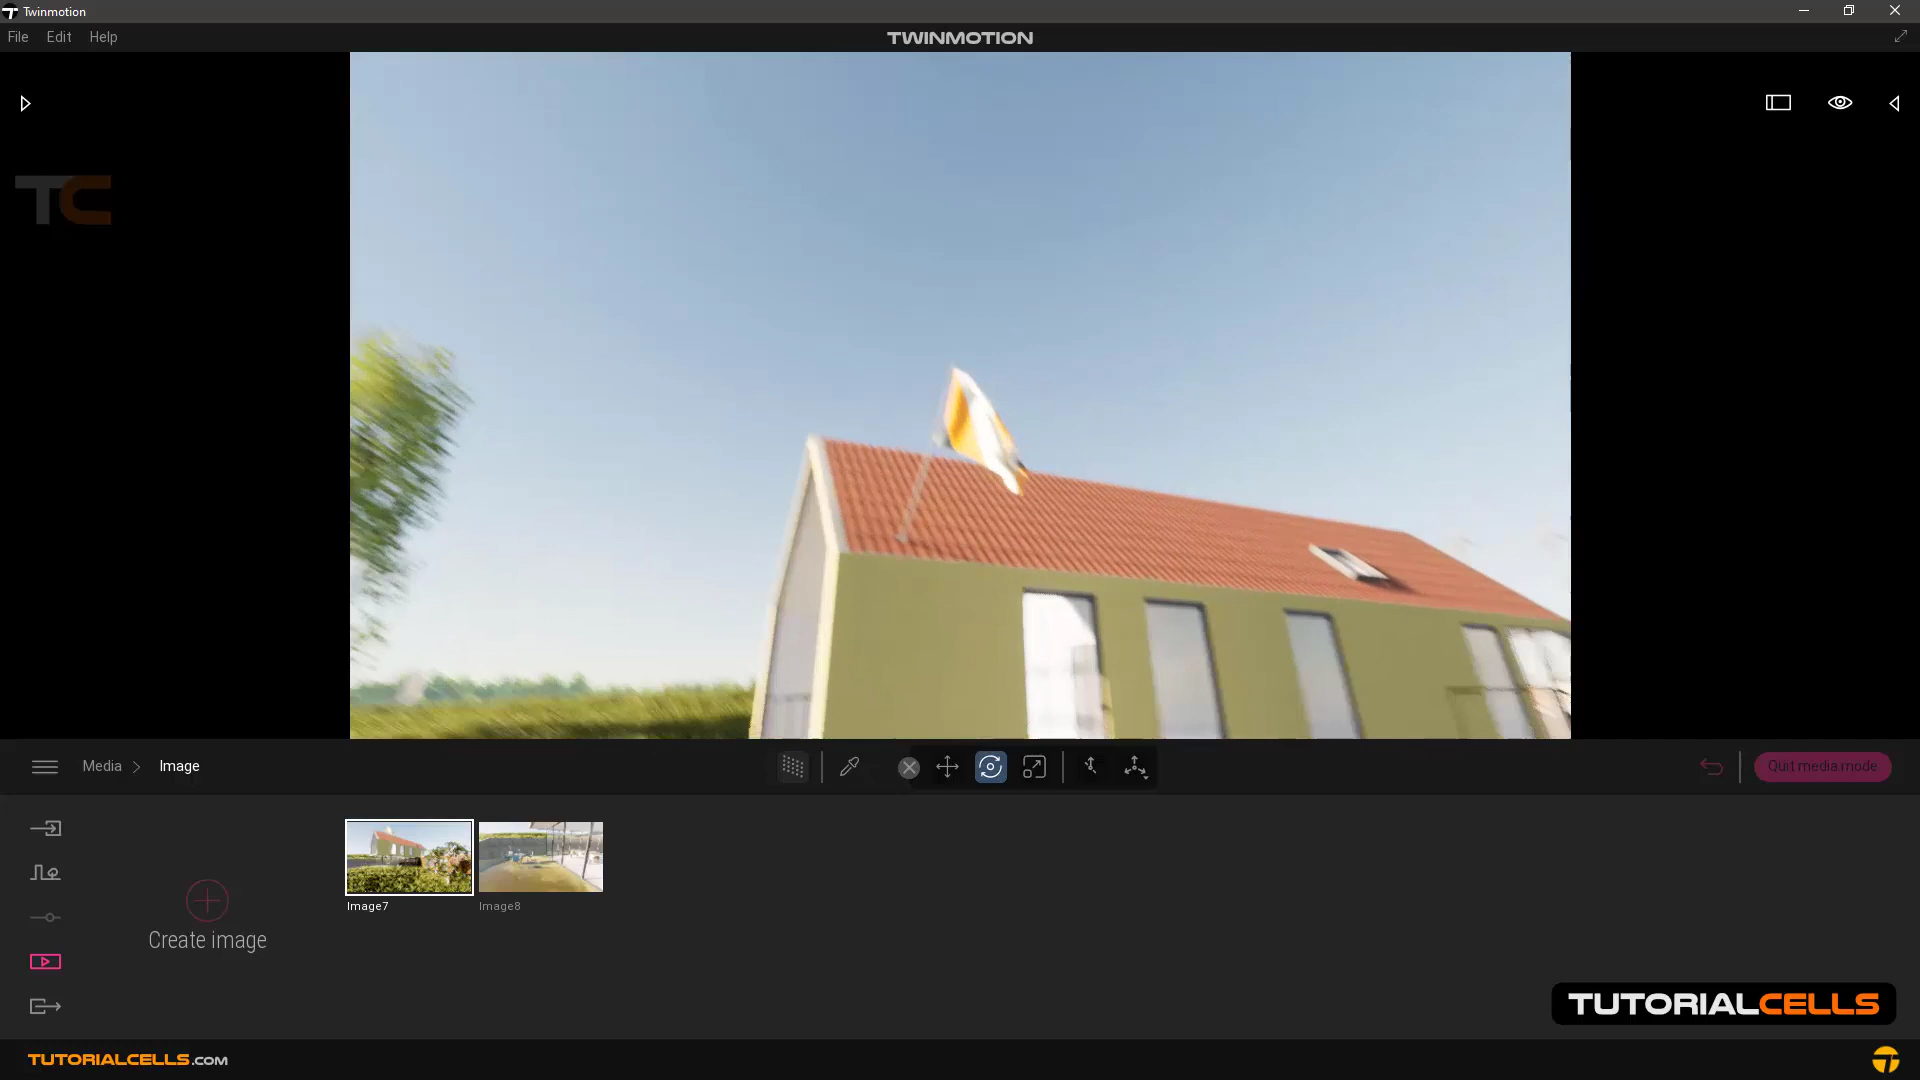 Twinmotion
File Edit Help
TWINMOTION
TC
Media Image
Quit media mode
Create image
Image7
Image8
TUTORIALCELLS
TUTORIALCELLS.COM